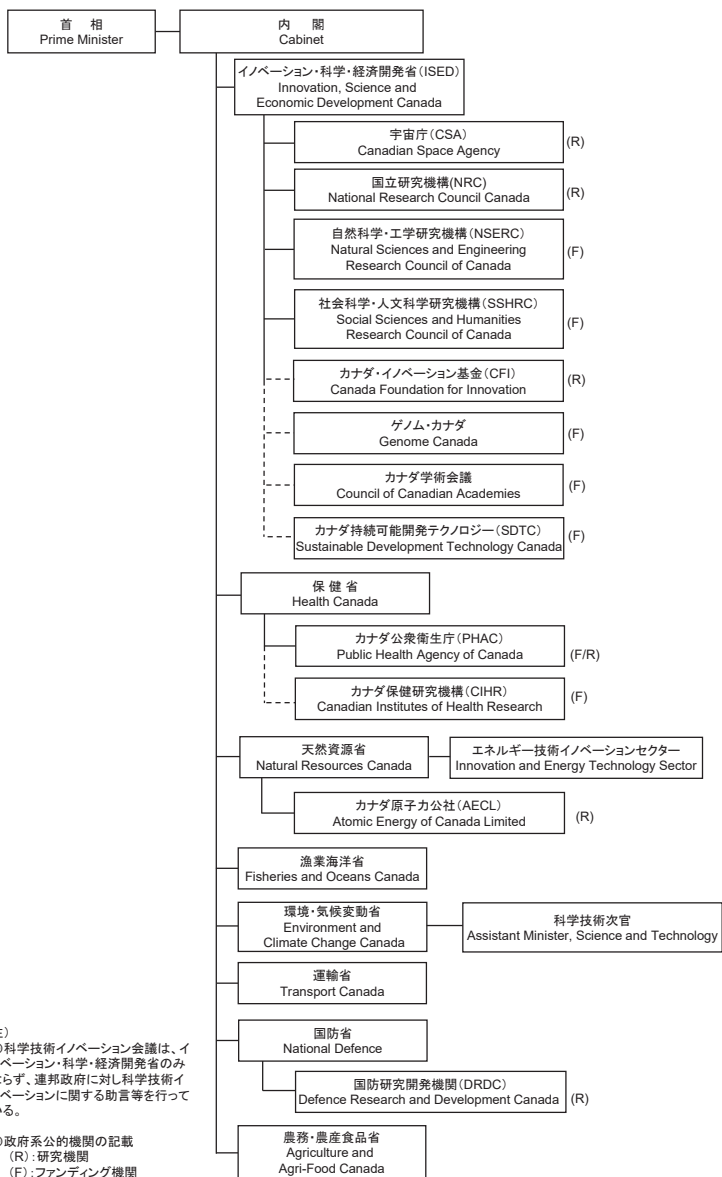 首　相
Prime Minister
内　閣
Cabinet
イノベーション・科学・経済開発省(ISED)
Innovation, Science and
Economic Development Canada
宇宙庁(CSA)
Canadian Space Agency
(R)
国立研究機構(NRC)
National Research Council Canada
(R)
自然科学・工学研究機構(NSERC)
Natural Sciences and Engineering
Research Council of Canada
(F)
社会科学・人文科学研究機構(SSHRC)
Social Sciences and Humanities
Research Council of Canada
(F)
カナダ・イノベーション基金(CFI)
Canada Foundation for Innovation
(R)
ゲノム・カナダ
Genome Canada
(F)
カナダ学術会議
Council of Canadian Academies
(F)
カナダ持続可能開発テクノロジー(SDTC)
Sustainable Development Technology Canada
(F)
保 健 省
Health Canada
カナダ公衆衛生庁(PHAC)
Public Health Agency of Canada
(F/R)
カナダ保健研究機構(CIHR)
Canadian Institutes of Health Research
(F)
天然資源省
Natural Resources Canada
エネルギー技術イノベーションセクター
Innovation and Energy Technology Sector
カナダ原子力公社(AECL)
Atomic Energy of Canada Limited
(R)
漁業海洋省
Fisheries and Oceans Canada
環境・気候変動省
Environment and
Climate Change Canada
科学技術次官
Assistant Minister, Science and Technology
運輸省
Transport Canada
国防省
National Defence
国防研究開発機関(DRDC)
Defence Research and Development Canada
(R)
農務・農産食品省
Agriculture and
Agri-Food Canada
)科学技術イノベーション会議は、イ
ベーション・科学・経済開発省のみ
らず、連邦政府に対し科学技術イ
ベーションに関する助言等を行って
る。
)政府系公的機関の記載
(R):研究機関
(F):ファンディング機関